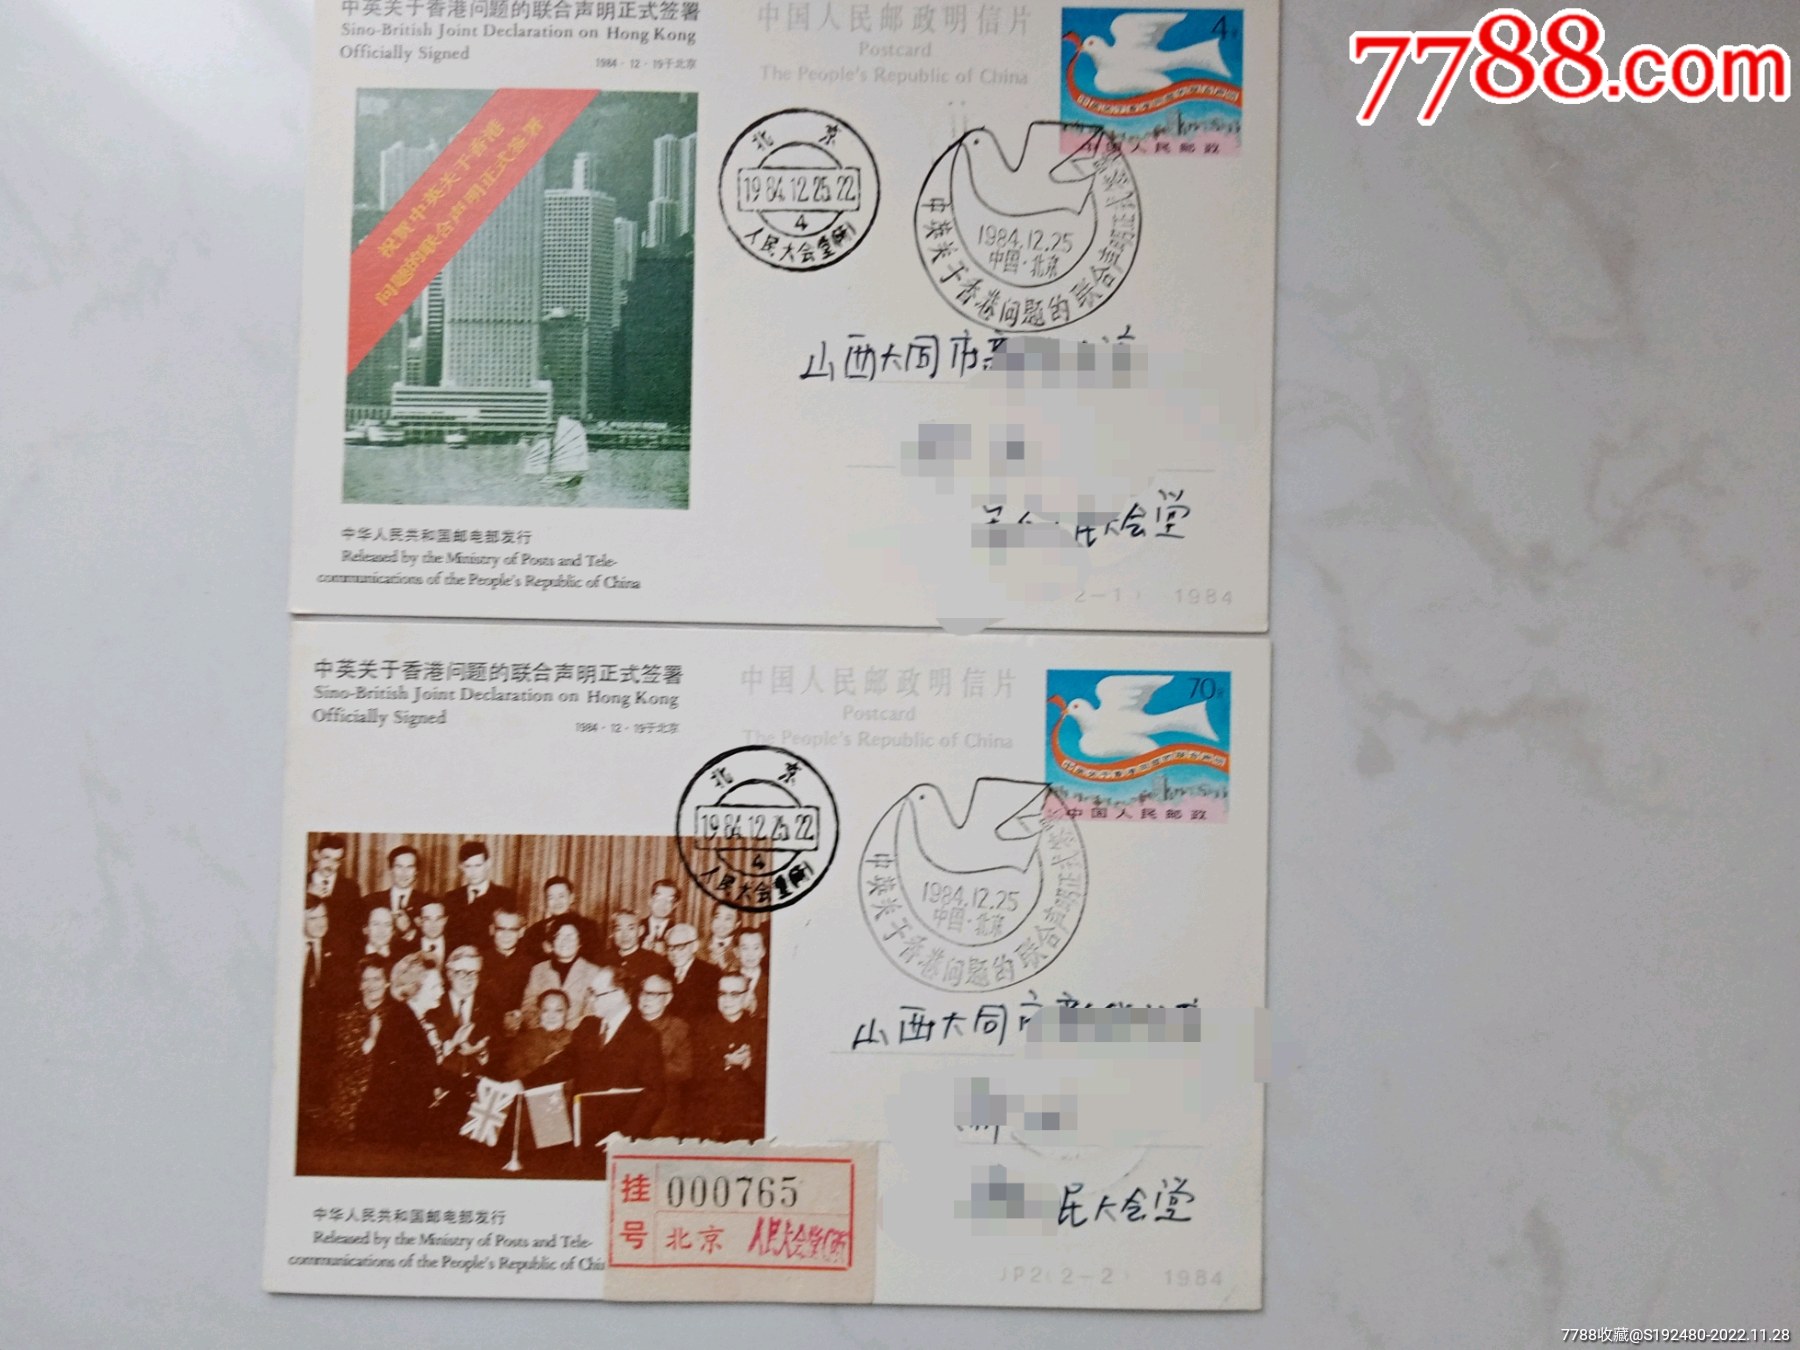 7788.com
中英关于香港问题的联合声明正式签署
Sino-British Joint Declaration on Hong Kong
Officially Signed
1984·12·19于北京
中国人民邮政明信片
Postcard
The People's Republic of China
4分
中国人民邮政
祝贺中英关于香港
问题的联合声明正式签署
北京
1984.12.25.22
4
人民大会堂(临)
中英关于香港问题的联合声明正式签
1984.12.25
中国·北京
山西大同市
民大会堂
中华人民共和国邮电部发行
Released by the Ministry of Posts and Tele-
communications of the People's Republic of China
2-1) 1984
中英关于香港问题的联合声明正式签署
Sino-British Joint Declaration on Hong Kong
Officially Signed
1984·12·19于北京
中国人民邮政明信片
Postcard
The People's Republic of China
70分
中国人民邮政
北京
1984.12.25.22
4
人民大会堂(临)
中英关于香港问题的联合声明正式签
1984.12.25
中国·北京
山西大同市
民大会堂
挂号
000765
北京 人民大会堂(临)
中华人民共和国邮电部发行
Released by the Ministry of Posts and Tele-
communications of the People's Republic of Chi
JP2(2-2) 1984
7788收藏@S192480-2022.11.28